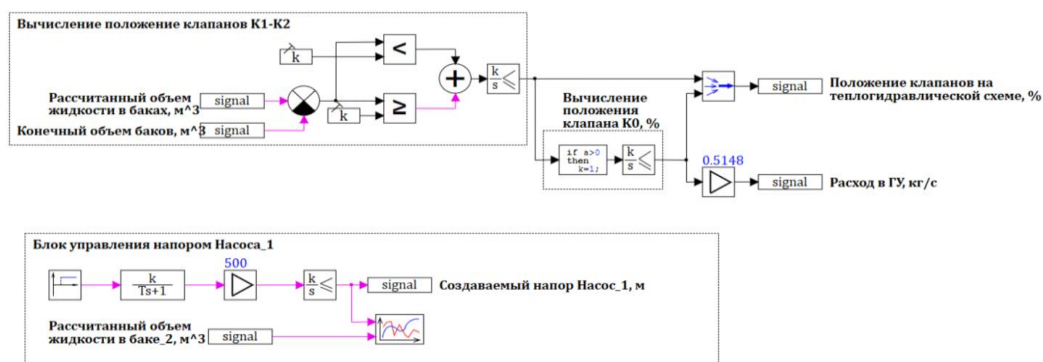 Вычисление положение клапанов К1-К2
k
<
+
k
s
Рассчитанный объем
жидкости в баках, м^3
signal
k
≥
Конечный объем баков, м^3
signal
Вычисление
положения
клапана К0, %
if a>0
then
k=1;
k
s
signal
Положение клапанов на
теплогидравлической схеме, %
0.5148
signal
Расход в ГУ, кг/с
Блок управления напором Насоса_1
k
Ts+1
500
k
s
signal
Создаваемый напор Насос_1, м
Рассчитанный объем
жидкости в баке_2, м^3
signal